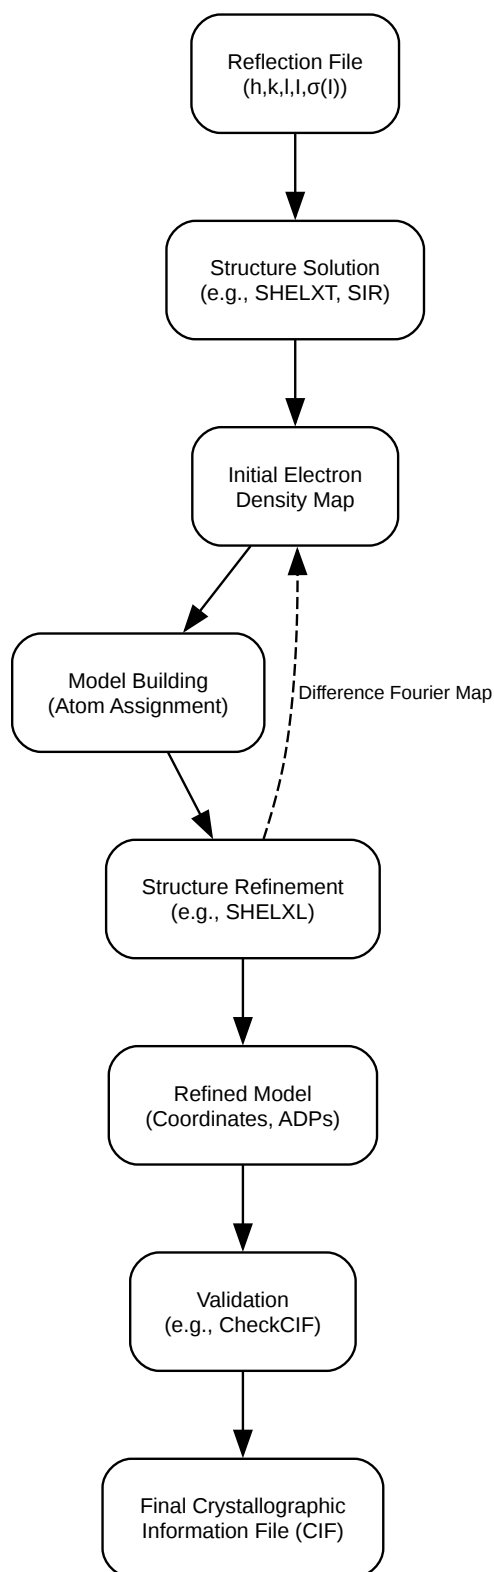 Reflection File
(h,k,l,I,σ(I))
Structure Solution
(e.g., SHELXT, SIR)
Initial Electron
Density Map
Model Building
(Atom Assignment)
Difference Fourier Map
Structure Refinement
(e.g., SHELXL)
Refined Model
(Coordinates, ADPs)
Validation
(e.g., CheckCIF)
Final Crystallographic
Information File (CIF)